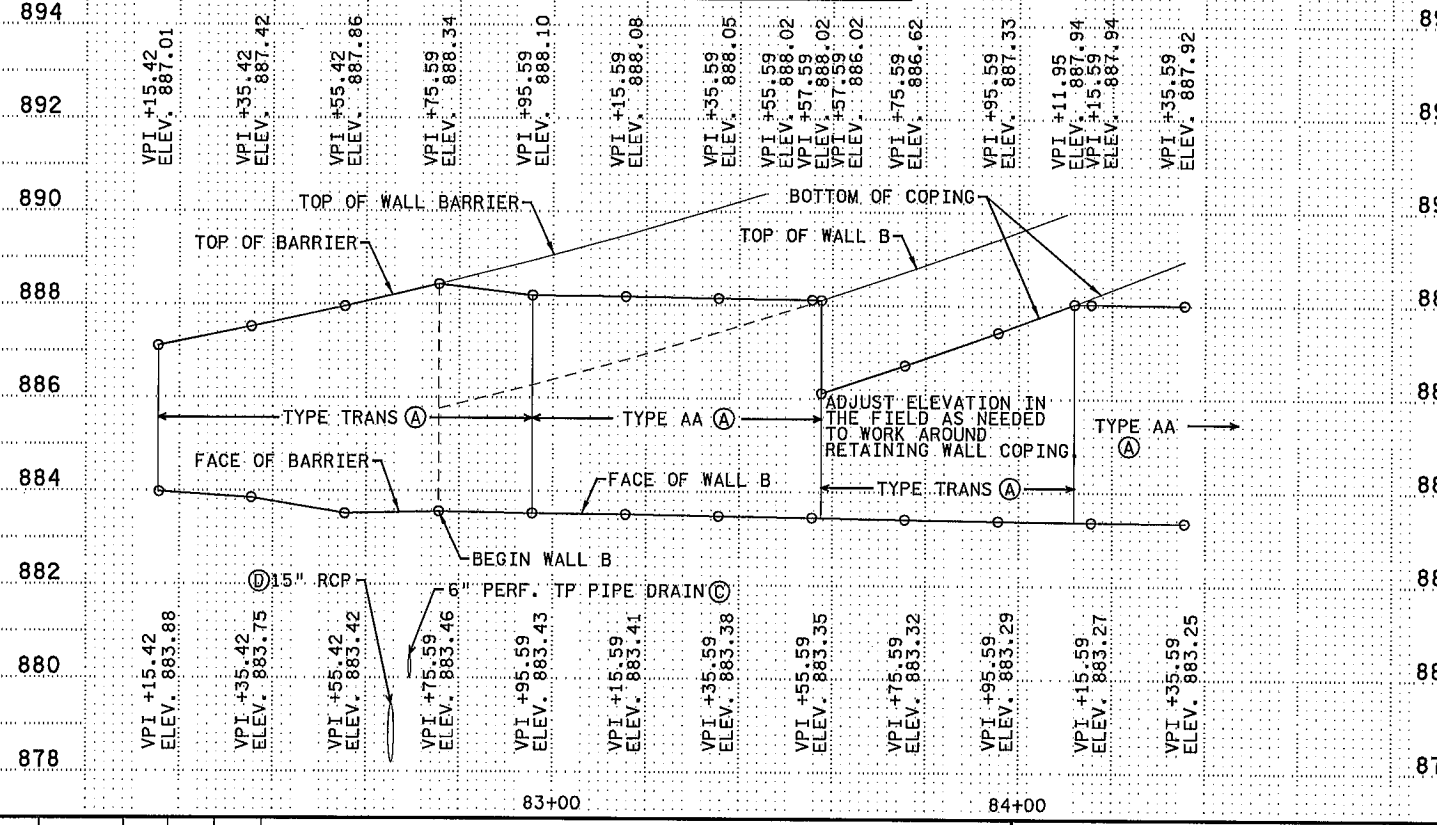 894
892
890
888
886
884
882
880
878
89
89
89
88
88
88
88
88
87
VPI +15.42
ELEV. 887.01
VPI +35.42
ELEV. 887.42
VPI +55.42
ELEV. 887.86
VPI +75.59
ELEV. 888.34
VPI +95.59
ELEV. 888.10
VPI +15.59
ELEV. 888.08
VPI +35.59
ELEV. 888.05
VPI +55.59
ELEV. 888.02
VPI +57.59
ELEV. 888.02
VPI +57.59
ELEV. 886.02
VPI +75.59
ELEV. 886.62
VPI +95.59
ELEV. 887.33
VPI +11.95
ELEV. 887.94
VPI +15.59
ELEV. 887.94
VPI +35.59
ELEV. 887.92
TOP OF WALL BARRIER
BOTTOM OF COPING
TOP OF BARRIER
TOP OF WALL B
TYPE TRANS Ⓐ
TYPE AA Ⓐ
ADJUST ELEVATION IN
THE FIELD AS NEEDED
TO WORK AROUND
RETAINING WALL COPING
TYPE AA
Ⓐ
FACE OF BARRIER
FACE OF WALL B
TYPE TRANS Ⓐ
BEGIN WALL B
Ⓓ15" RCP
6" PERF. TP PIPE DRAIN Ⓒ
VPI +15.42
ELEV. 883.88
VPI +35.42
ELEV. 883.75
VPI +55.42
ELEV. 883.42
VPI +75.59
ELEV. 883.46
VPI +95.59
ELEV. 883.43
VPI +15.59
ELEV. 883.41
VPI +35.59
ELEV. 883.38
VPI +55.59
ELEV. 883.35
VPI +75.59
ELEV. 883.32
VPI +95.59
ELEV. 883.29
VPI +15.59
ELEV. 883.27
VPI +35.59
ELEV. 883.25
83+00
84+00